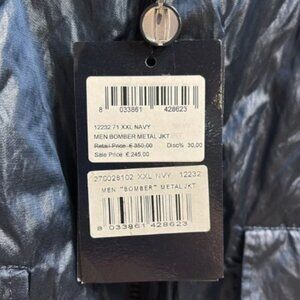 8 033861 428623
12232 71 XXL NAVY
MEN BOMBER METAL JKT
Retail Price € 350,00 Disc% 30,00
Sale Price € 245,00
270028102 XXL NVY 12232
MEN "BOMBER" METAL JKT
8 033861 428623